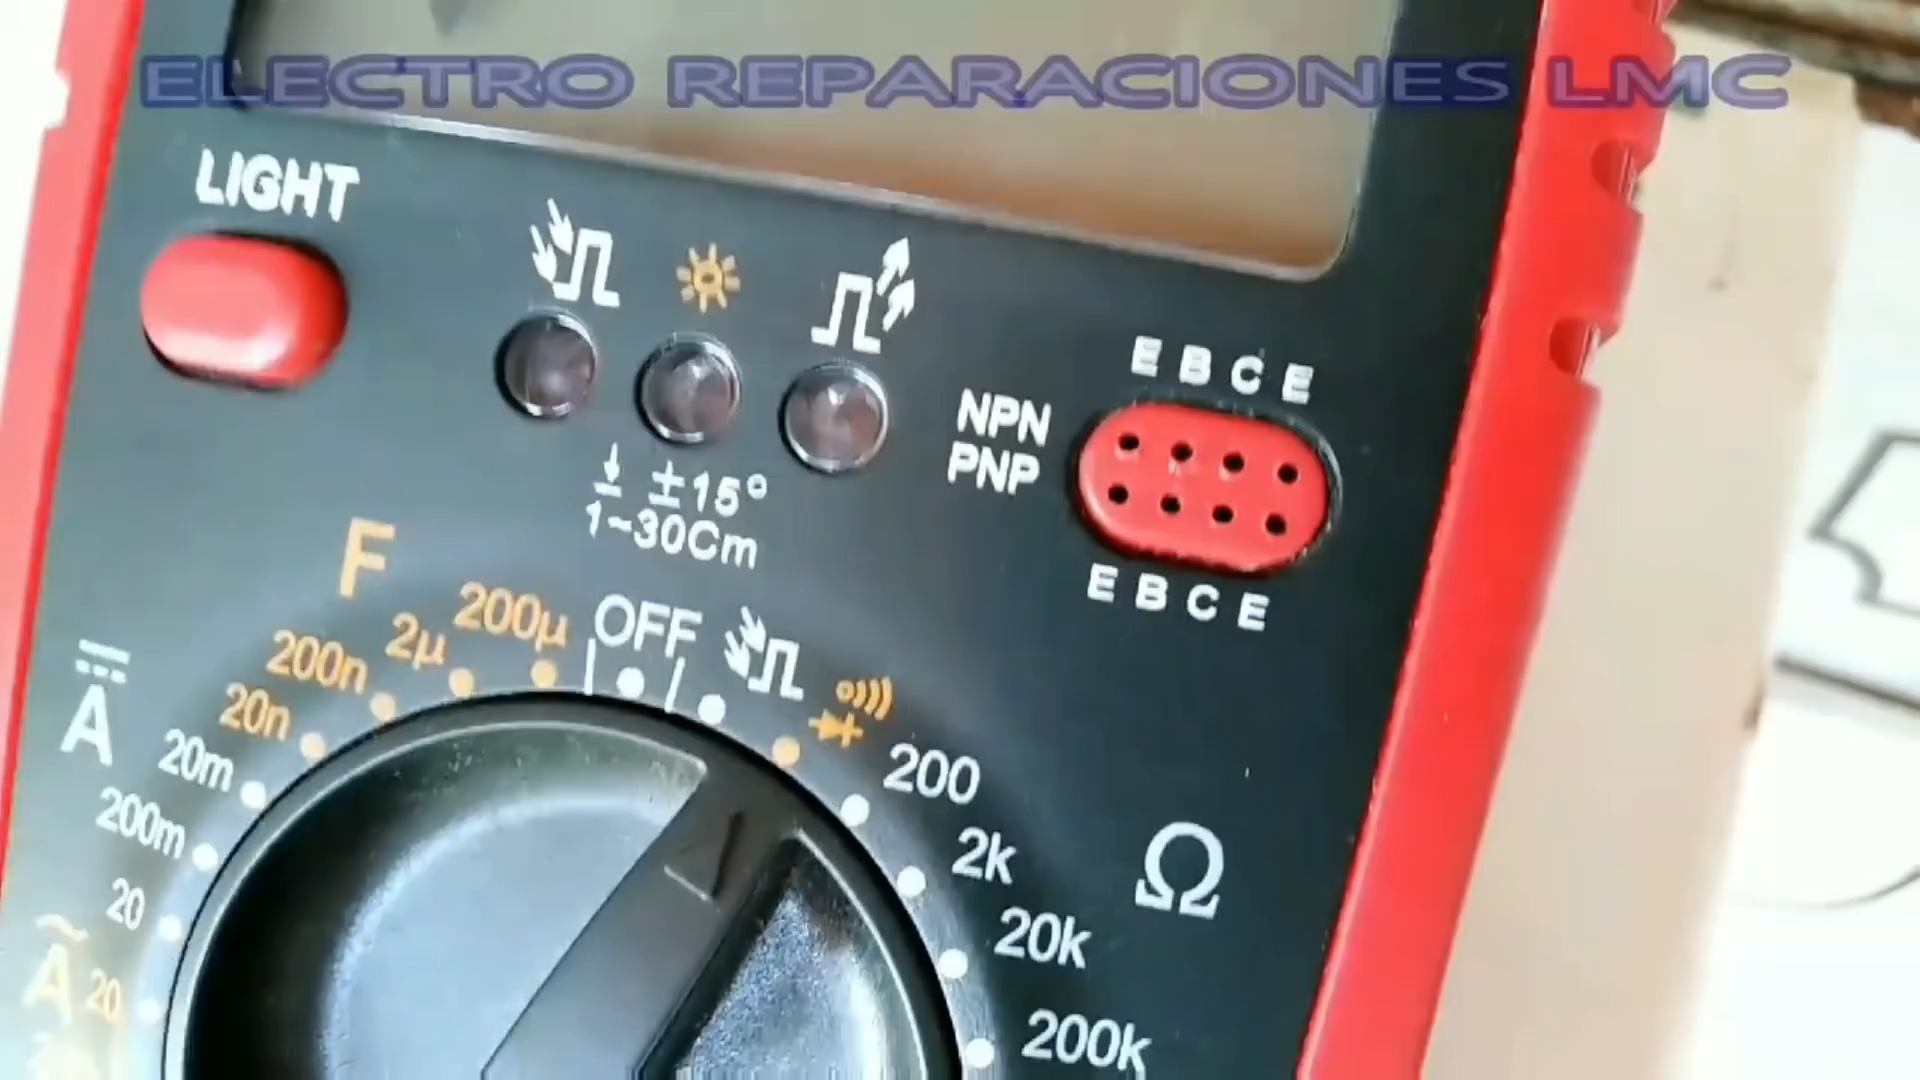 ELECTRO REPARACIONES LMC
LIGHT
E B C E
NPN
PNP
±15°
1~30Cm
E B C E
F
200µ
OFF
2µ
200n
20n
A
20m
200m
20
A
20
200
2k
Ω
20k
200k